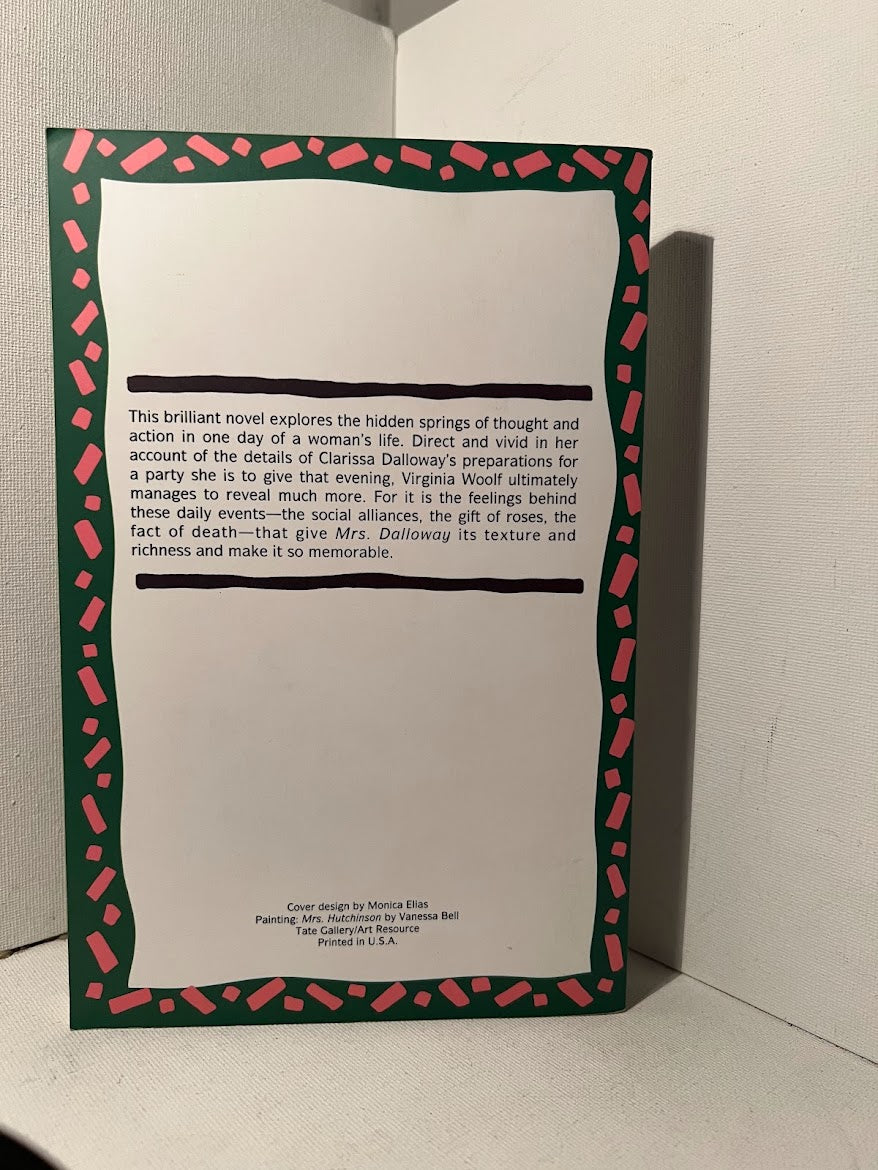 This brilliant novel explores the hidden springs of thought and
action in one day of a woman's life. Direct and vivid in her
account of the details of Clarissa Dalloway's preparations for
a party she is to give that evening, Virginia Woolf ultimately
manages to reveal much more. For it is the feelings behind
these daily events—the social alliances, the gift of roses, the
fact of death—that give Mrs. Dalloway its texture and
richness and make it so memorable.
Cover design by Monica Elias
Painting: Mrs. Hutchinson by Vanessa Bell
Tate Gallery/Art Resource
Printed in U.S.A.